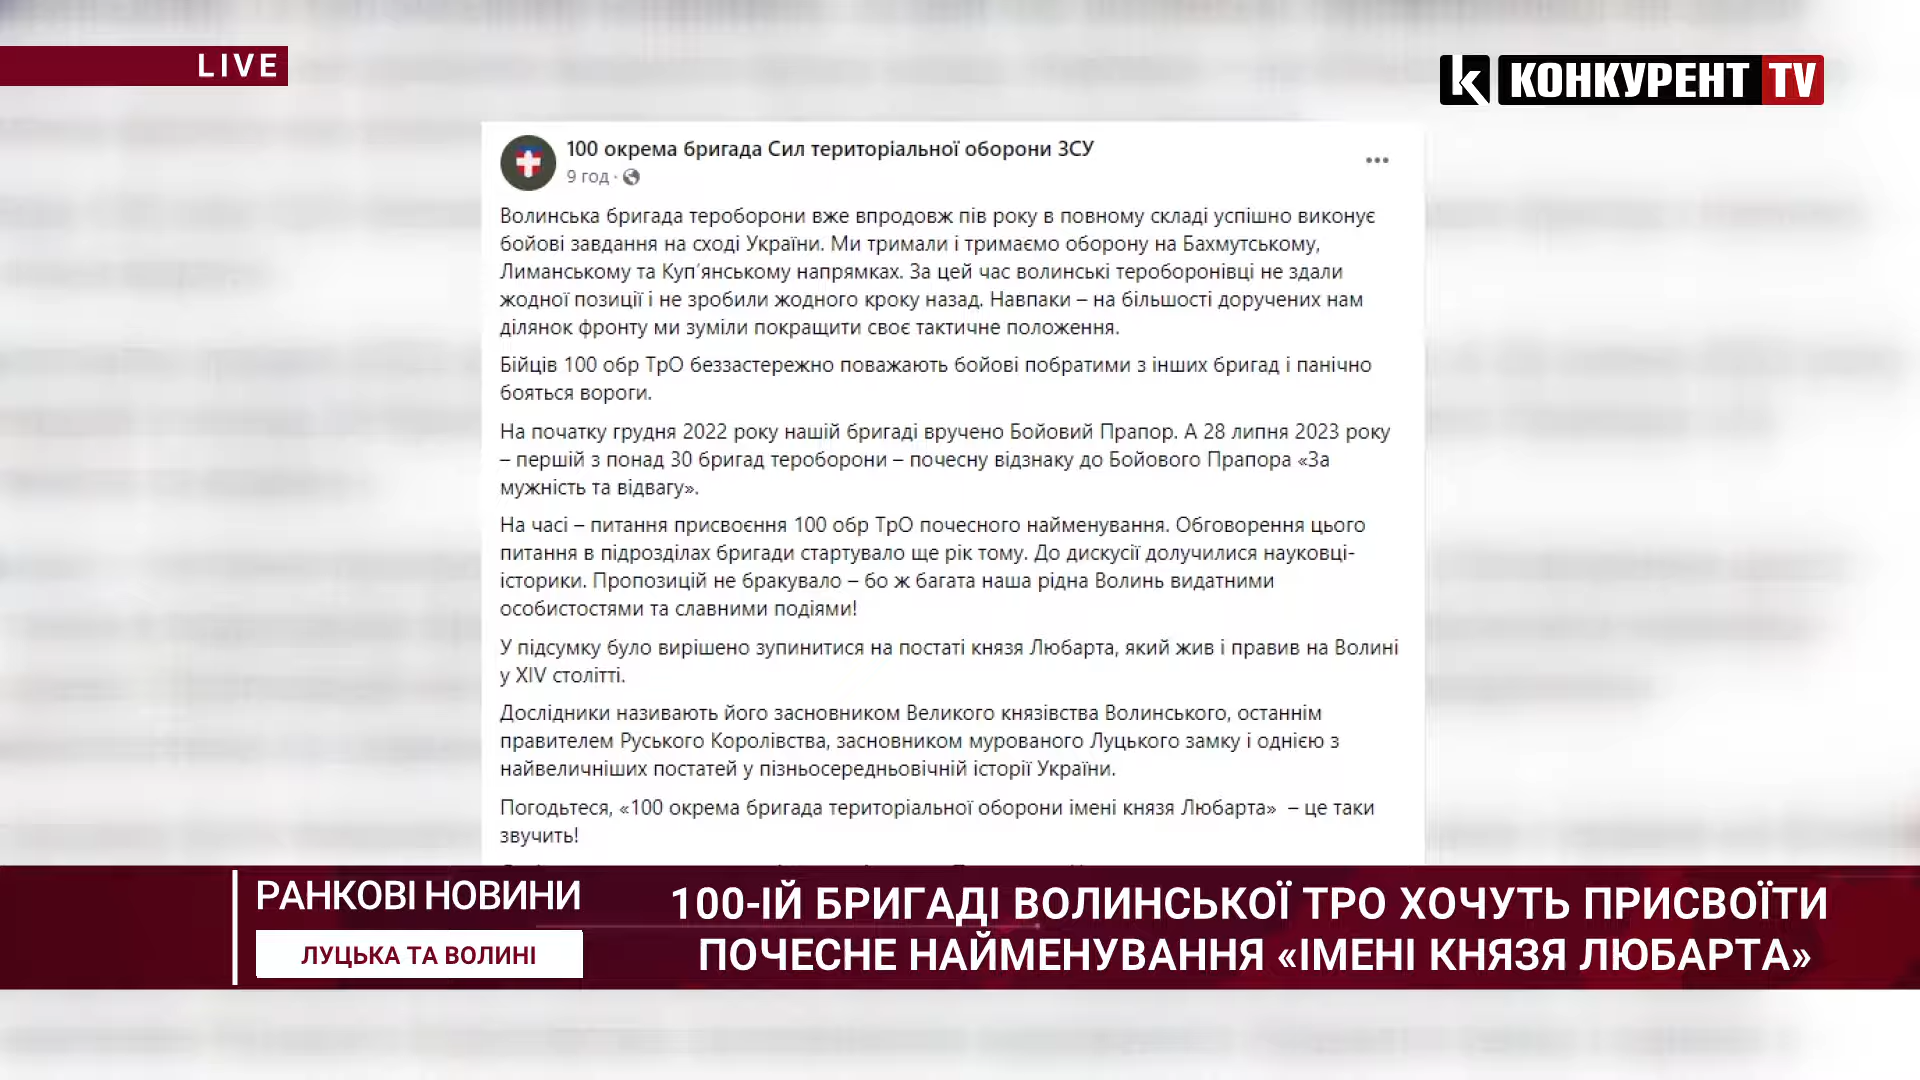 LIVE
k КОНКУРЕНТ TV
100 окрема бригада Сил територіальної оборони ЗСУ
9 год ·
Волинська бригада тероборони вже впродовж пів року в повному складі успішно виконує
бойові завдання на сході України. Ми тримали і тримаємо оборону на Бахмутському,
Лиманському та Куп’янському напрямках. За цей час волинські тероборонівці не здали
жодної позиції і не зробили жодного кроку назад. Навпаки – на більшості доручених нам
ділянок фронту ми зуміли покращити своє тактичне положення.
Бійців 100 обр ТрО беззастережно поважають бойові побратими з інших бригад і панічно
бояться вороги.
На початку грудня 2022 року нашій бригаді вручено Бойовий Прапор. А 28 липня 2023 року
– першій з понад 30 бригад тероборони – почесну відзнаку до Бойового Прапора «За
мужність та відвагу».
На часі – питання присвоєння 100 обр ТрО почесного найменування. Обговорення цього
питання в підрозділах бригади стартувало ще рік тому. До дискусії долучилися науковці-
історики. Пропозицій не бракувало – бо ж багата наша рідна Волинь видатними
особистостями та славними подіями!
У підсумку було вирішено зупинитися на постаті князя Любарта, який жив і правив на Волині
у XIV столітті.
Дослідники називають його засновником Великого князівства Волинського, останнім
правителем Руського Королівства, засновником мурованого Луцького замку і однією з
найвеличніших постатей у пізньосередньовічній історії України.
Погодьтеся, «100 окрема бригада територіальної оборони імені князя Любарта» – це таки
звучить!
РАНКОВІ НОВИНИ
ЛУЦЬКА ТА ВОЛИНІ
100-ІЙ БРИГАДІ ВОЛИНСЬКОЇ ТРО ХОЧУТЬ ПРИСВОЇТИ
ПОЧЕСНЕ НАЙМЕНУВАННЯ «ІМЕНІ КНЯЗЯ ЛЮБАРТА»